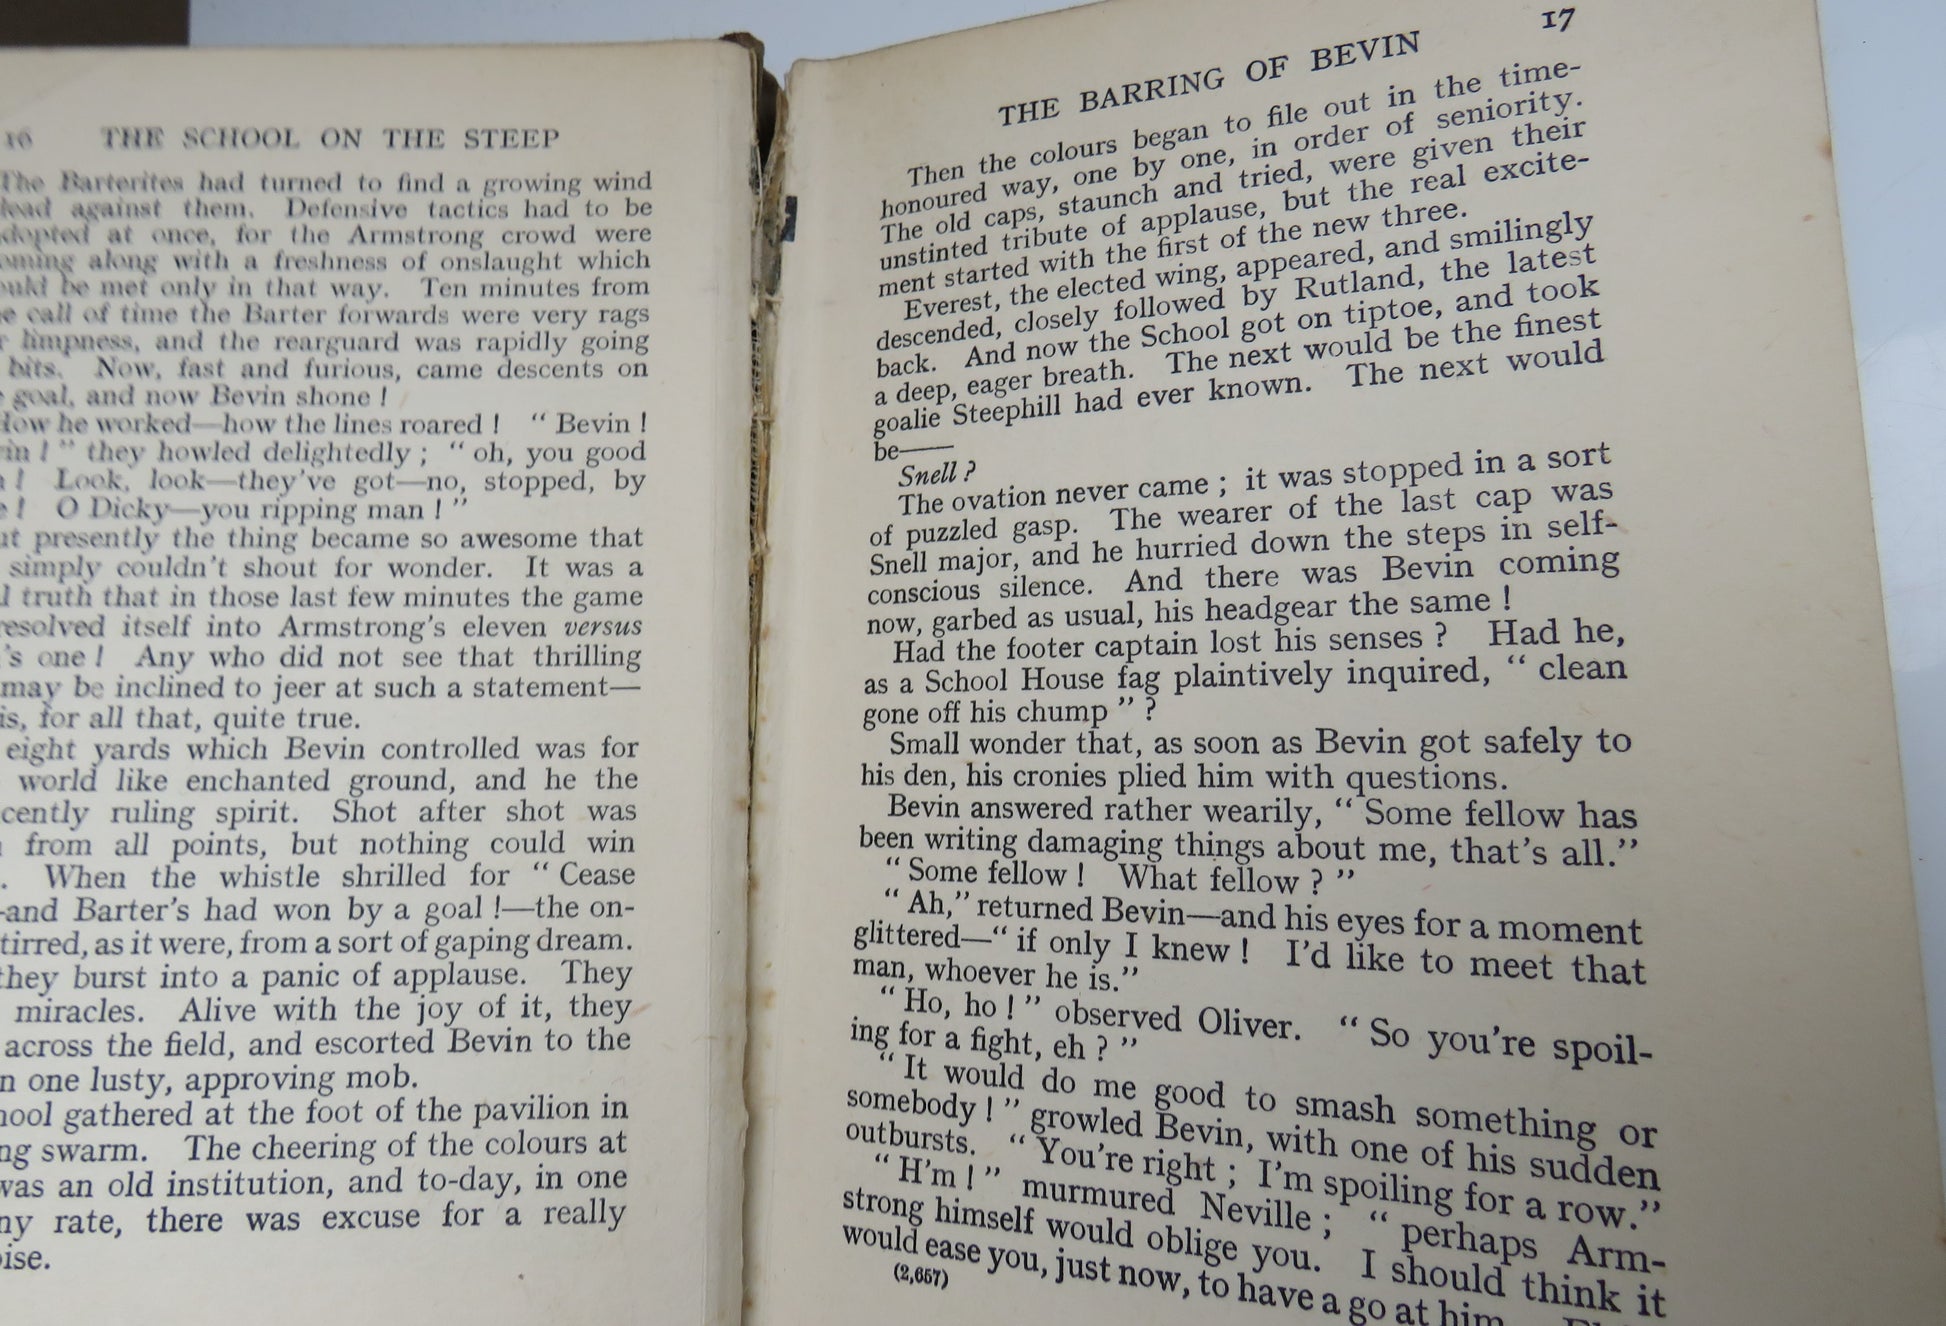 16 THE SCHOOL ON THE STEEP
The Barterites had turned to find a growing wind
dead against them. Defensive tactics had to be
adopted at once, for the Armstrong crowd were
coming along with a freshness of onslaught which
could be met only in that way. Ten minutes from
the call of time the Barter forwards were very rags
limpness, and the rearguard was rapidly going
bits. Now, fast and furious, came descents on
goal, and now Bevin shone !
How he worked—how the lines roared ! “ Bevin !
they howled delightedly ; “ oh, you good
! Look, look—they've got—no, stopped, by
! O Dicky—you ripping man ! ”
presently the thing became so awesome that
simply couldn't shout for wonder. It was a
truth that in those last few minutes the game
resolved itself into Armstrong's eleven versus
's one ! Any who did not see that thrilling
may be inclined to jeer at such a statement—
is, for all that, quite true.
eight yards which Bevin controlled was for
world like enchanted ground, and he the
cently ruling spirit. Shot after shot was
from all points, but nothing could win
. When the whistle shrilled for “ Cease
—and Barter's had won by a goal !—the on-
tirred, as it were, from a sort of gaping dream.
they burst into a panic of applause. They
miracles. Alive with the joy of it, they
across the field, and escorted Bevin to the
n one lusty, approving mob.
hool gathered at the foot of the pavilion in
ng swarm. The cheering of the colours at
was an old institution, and to-day, in one
ny rate, there was excuse for a really
oise.
THE BARRING OF BEVIN 17
Then the colours began to file out in the time-
honoured way, one by one, in order of seniority.
The old caps, staunch and tried, were given their
unstinted tribute of applause, but the real excite-
ment started with the first of the new three.
Everest, the elected wing, appeared, and smilingly
descended, closely followed by Rutland, the latest
back. And now the School got on tiptoe, and took
a deep, eager breath. The next would be the finest
goalie Steephill had ever known. The next would
be——
Snell ?
The ovation never came ; it was stopped in a sort
of puzzled gasp. The wearer of the last cap was
Snell major, and he hurried down the steps in self-
conscious silence. And there was Bevin coming
now, garbed as usual, his headgear the same !
Had the footer captain lost his senses ? Had he,
as a School House fag plaintively inquired, “ clean
gone off his chump ” ?
Small wonder that, as soon as Bevin got safely to
his den, his cronies plied him with questions.
Bevin answered rather wearily, “ Some fellow has
been writing damaging things about me, that's all.”
“ Some fellow ! What fellow ? ”
“ Ah,” returned Bevin—and his eyes for a moment
glittered—“ if only I knew ! I'd like to meet that
man, whoever he is.”
“ Ho, ho ! ” observed Oliver. “ So you're spoil-
ing for a fight, eh ? ”
“ It would do me good to smash something or
somebody ! ” growled Bevin, with one of his sudden
outbursts. “ You're right ; I'm spoiling for a row.”
“ H'm ! ” murmured Neville ; “ perhaps Arm-
strong himself would oblige you. I should think it
would ease you, just now, to have a go at him.
(2,657)